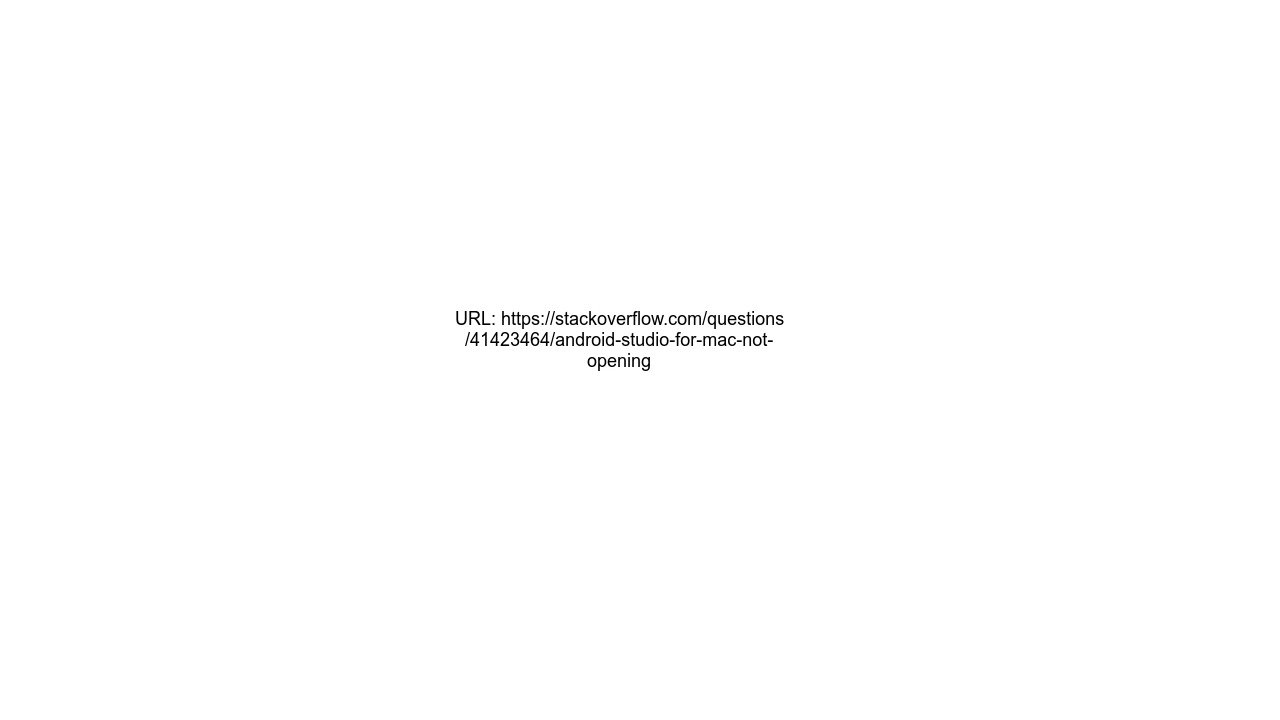 URL: https://stackoverflow.com/questions
/41423464/android-studio-for-mac-not-
opening